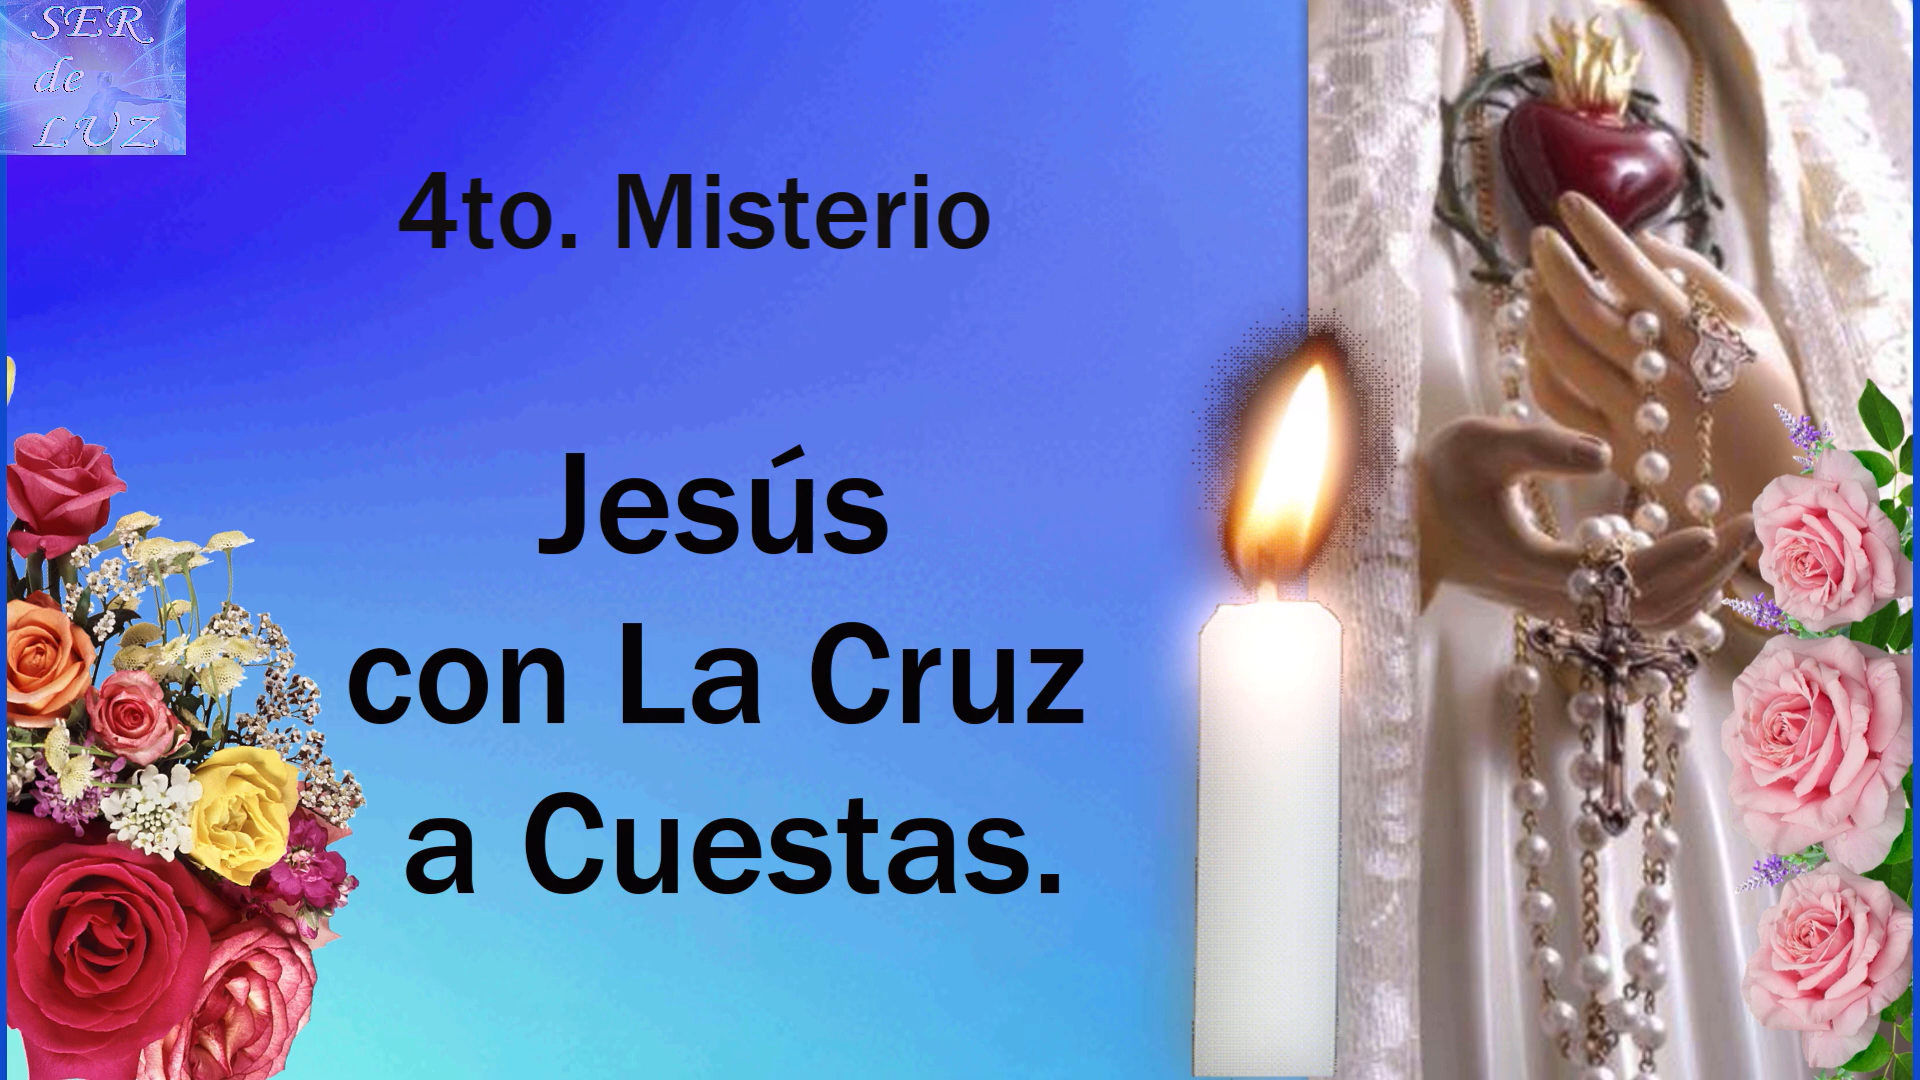 SER
de
LUZ
4to. Misterio
Jesús
con La Cruz
a Cuestas.